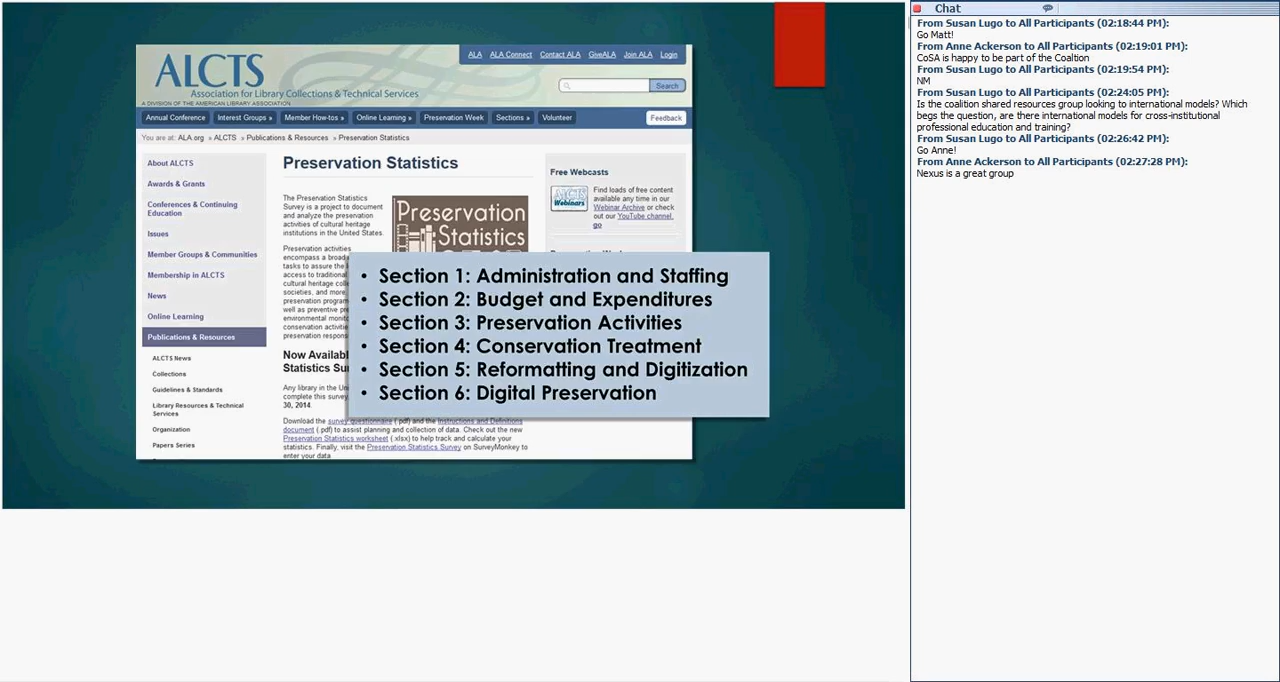 ALCTS
Association for Library Collections & Technical Services
A DIVISION OF THE AMERICAN LIBRARY ASSOCIATION
ALA ALA Connect Contact ALA GiveALA Join ALA Login
Search
Annual Conference Interest Groups » Member How-tos » Online Learning » Preservation Week Sections » Volunteer Feedback
You are at: ALA.org » ALCTS » Publications & Resources » Preservation Statistics
About ALCTS
Awards & Grants
Conferences & Continuing
Education
Issues
Member Groups & Communities
Membership in ALCTS
News
Online Learning
Publications & Resources
ALCTS News
Collections
Guidelines & Standards
Library Resources & Technical
Services
Organization
Papers Series
Preservation Statistics
The Preservation Statistics
Survey is a project to document
and analyze the preservation
activities of cultural heritage
institutions in the United States.
Preservation activities
encompass a broad
tasks to assure the l
access to traditional
cultural heritage coll
societies, and more.
preservation program
well as preventive pr
environmental monit
conservation activitie
preservation respons
Preservation
Statistics
Now Availabl
Statistics Sur
Any library in the Uni
complete this survey
30, 2014.
Download the survey questionnaire (.pdf) and the Instructions and Definitions
document (.pdf) to assist planning and collection of data. Check out the new
Preservation Statistics worksheet (.xlsx) to help track and calculate your
statistics. Finally, visit the Preservation Statistics Survey on SurveyMonkey to
enter your data
Free Webcasts
ALCTS
Webinars
Find loads of free content
available any time in our
Webinar Archive or check
out our YouTube channel.
go
• Section 1: Administration and Staffing
• Section 2: Budget and Expenditures
• Section 3: Preservation Activities
• Section 4: Conservation Treatment
• Section 5: Reformatting and Digitization
• Section 6: Digital Preservation
Chat
From Susan Lugo to All Participants (02:18:44 PM):
Go Matt!
From Anne Ackerson to All Participants (02:19:01 PM):
CoSA is happy to be part of the Coaltion
From Susan Lugo to All Participants (02:19:54 PM):
NM
From Susan Lugo to All Participants (02:24:05 PM):
Is the coalition shared resources group looking to international models? Which
begs the question, are there international models for cross-institutional
professional education and training?
From Susan Lugo to All Participants (02:26:42 PM):
Go Anne!
From Anne Ackerson to All Participants (02:27:28 PM):
Nexus is a great group